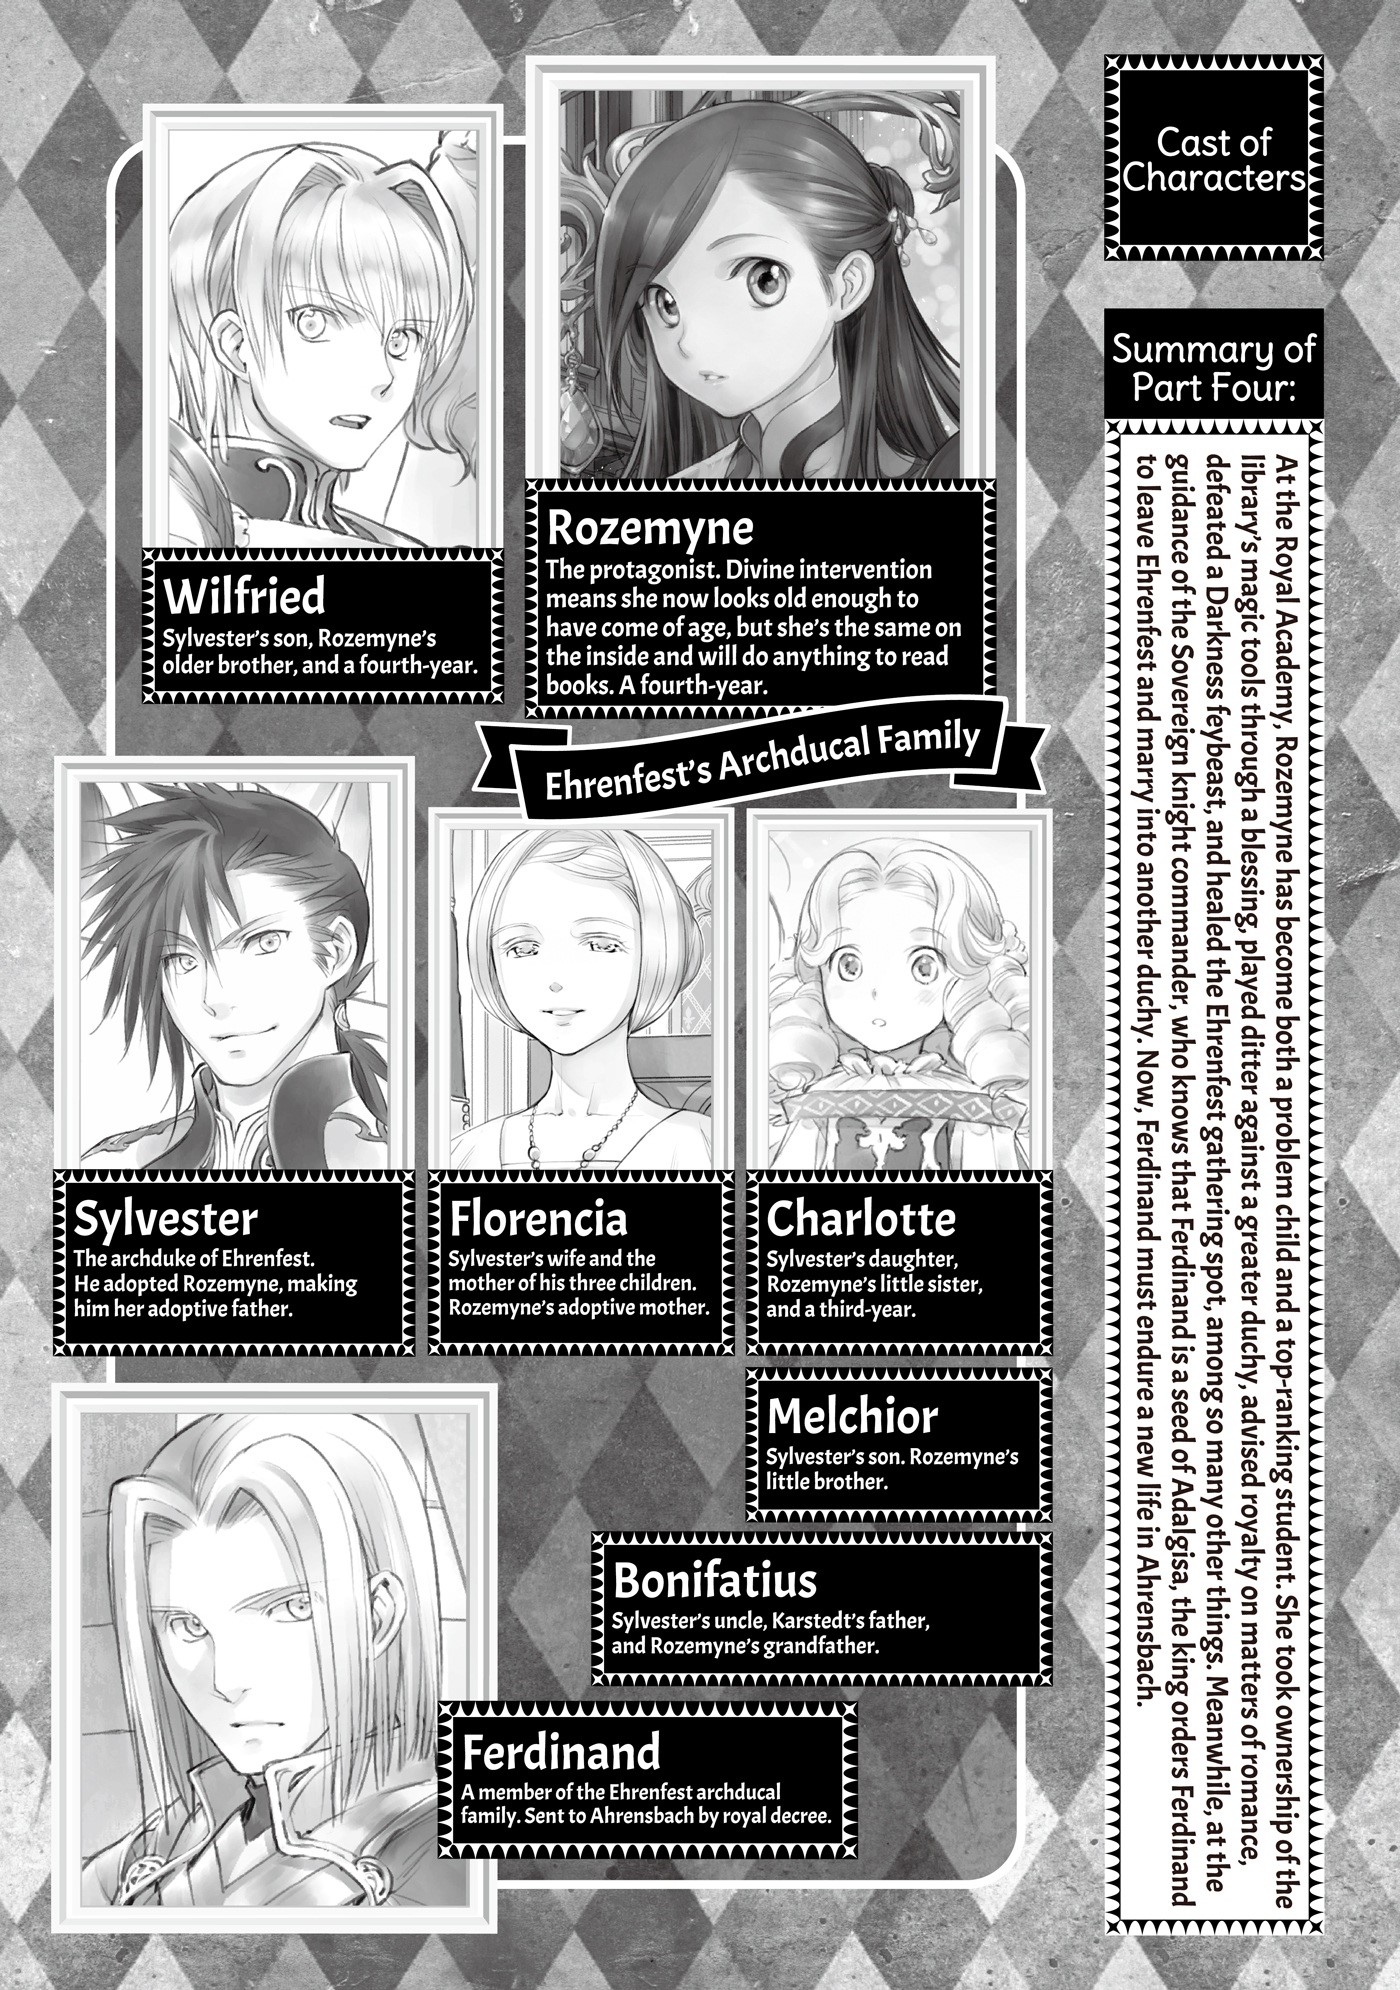 Cast of
Characters
Summary of
Part Four:
At the Royal Academy, Rozemyne has become both a problem child and a top-ranking student. She took ownership of the
library's magic tools through a blessing, played ditter against a greater duchy, advised royalty on matters of romance,
defeated a Darkness feybeast, and healed the Ehrenfest gathering spot, among so many other things. Meanwhile, at the
guidance of the Sovereign knight commander, who knows that Ferdinand is a seed of Adalgisa, the king orders Ferdinand
to leave Ehrenfest and marry into another duchy. Now, Ferdinand must endure a new life in Ahrensbach.
Rozemyne
The protagonist. Divine intervention
means she now looks old enough to
have come of age, but she's the same on
the inside and will do anything to read
books. A fourth-year.
Wilfried
Sylvester's son, Rozemyne's
older brother, and a fourth-year.
Ehrenfest's Archducal Family
Sylvester
The archduke of Ehrenfest.
He adopted Rozemyne, making
him her adoptive father.
Florencia
Sylvester's wife and the
mother of his three children.
Rozemyne's adoptive mother.
Charlotte
Sylvester's daughter,
Rozemyne's little sister,
and a third-year.
Melchior
Sylvester's son. Rozemyne's
little brother.
Bonifatius
Sylvester's uncle, Karstedt's father,
and Rozemyne's grandfather.
Ferdinand
A member of the Ehrenfest archducal
family. Sent to Ahrensbach by royal decree.